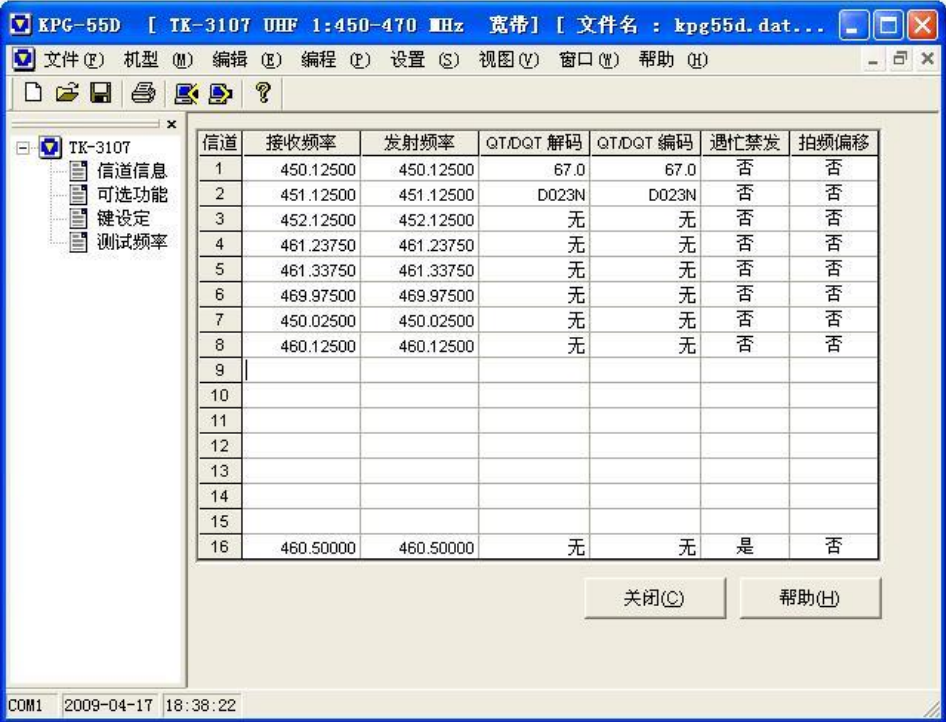 KPG-55D [ TK-3107 UHF 1:450-470 MHz 宽带] [ 文件名 : kpg55d.dat...
文件(F) 机型 (M) 编辑 (E) 编程 (P) 设置 (S) 视图(V) 窗口(W) 帮助 (H)
TK-3107
信道信息
可选功能
键设定
测试频率
信道 接收频率 发射频率 QT/DQT 解码 QT/DQT 编码 遇忙禁发 拍频偏移
1 450.12500 450.12500 67.0 67.0 否 否
2 451.12500 451.12500 D023N D023N 否 否
3 452.12500 452.12500 无 无 否 否
4 461.23750 461.23750 无 无 否 否
5 461.33750 461.33750 无 无 否 否
6 469.97500 469.97500 无 无 否 否
7 450.02500 450.02500 无 无 否 否
8 460.12500 460.12500 无 无 否 否
9
10
11
12
13
14
15
16 460.50000 460.50000 无 无 是 否
关闭(C) 帮助(H)
COM1 2009-04-17 18:38:22